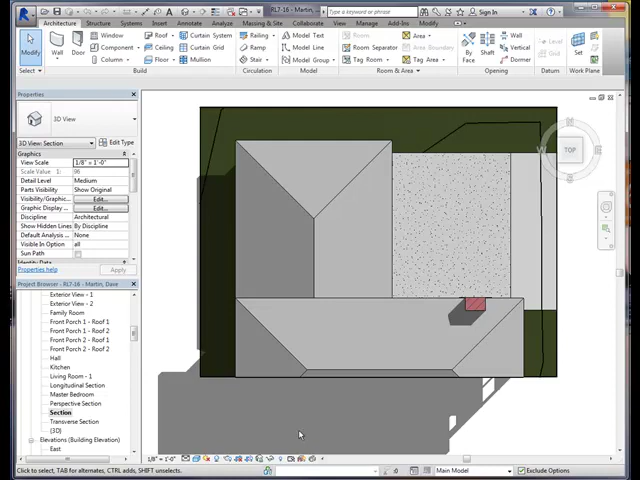 RL7-16 - Martin, ...
Sign In
Architecture Structure Systems Insert Annotate Analyze Massing & Site Collaborate View Manage Add-Ins Modify
Modify Wall Door Window Component Column Roof Ceiling Floor Curtain System Curtain Grid Mullion Railing Ramp Stair Model Text Model Line Model Group Room Room Separator Tag Room Area Area Boundary Tag Area By Face Shaft Wall Vertical Dormer Level Grid Set
Select Build Circulation Model Room & Area Opening Datum Work Plane
Properties
3D View
3D View: Section Edit Type
Graphics
View Scale 1/8" = 1'-0"
Scale Value 1: 96
Detail Level Medium
Parts Visibility Show Original
Visibility/Graphic... Edit...
Graphic Display ... Edit...
Discipline Architectural
Show Hidden Lines By Discipline
Default Analysis ... None
Visible In Option all
Sun Path
Identity Data
Properties help Apply
Project Browser - RL7-16 - Martin, Dave
Exterior View - 1
Exterior View - 2
Family Room
Front Porch 1 - Roof 1
Front Porch 1 - Roof 2
Front Porch 2 - Roof 1
Front Porch 2 - Roof 2
Hall
Kitchen
Living Room - 1
Longitudinal Section
Master Bedroom
Perspective Section
Section
Transverse Section
{3D}
Elevations (Building Elevation)
East
N
W TOP E
S
1/8" = 1'-0"
Click to select, TAB for alternates, CTRL adds, SHIFT unselects. :0 Main Model Exclude Options